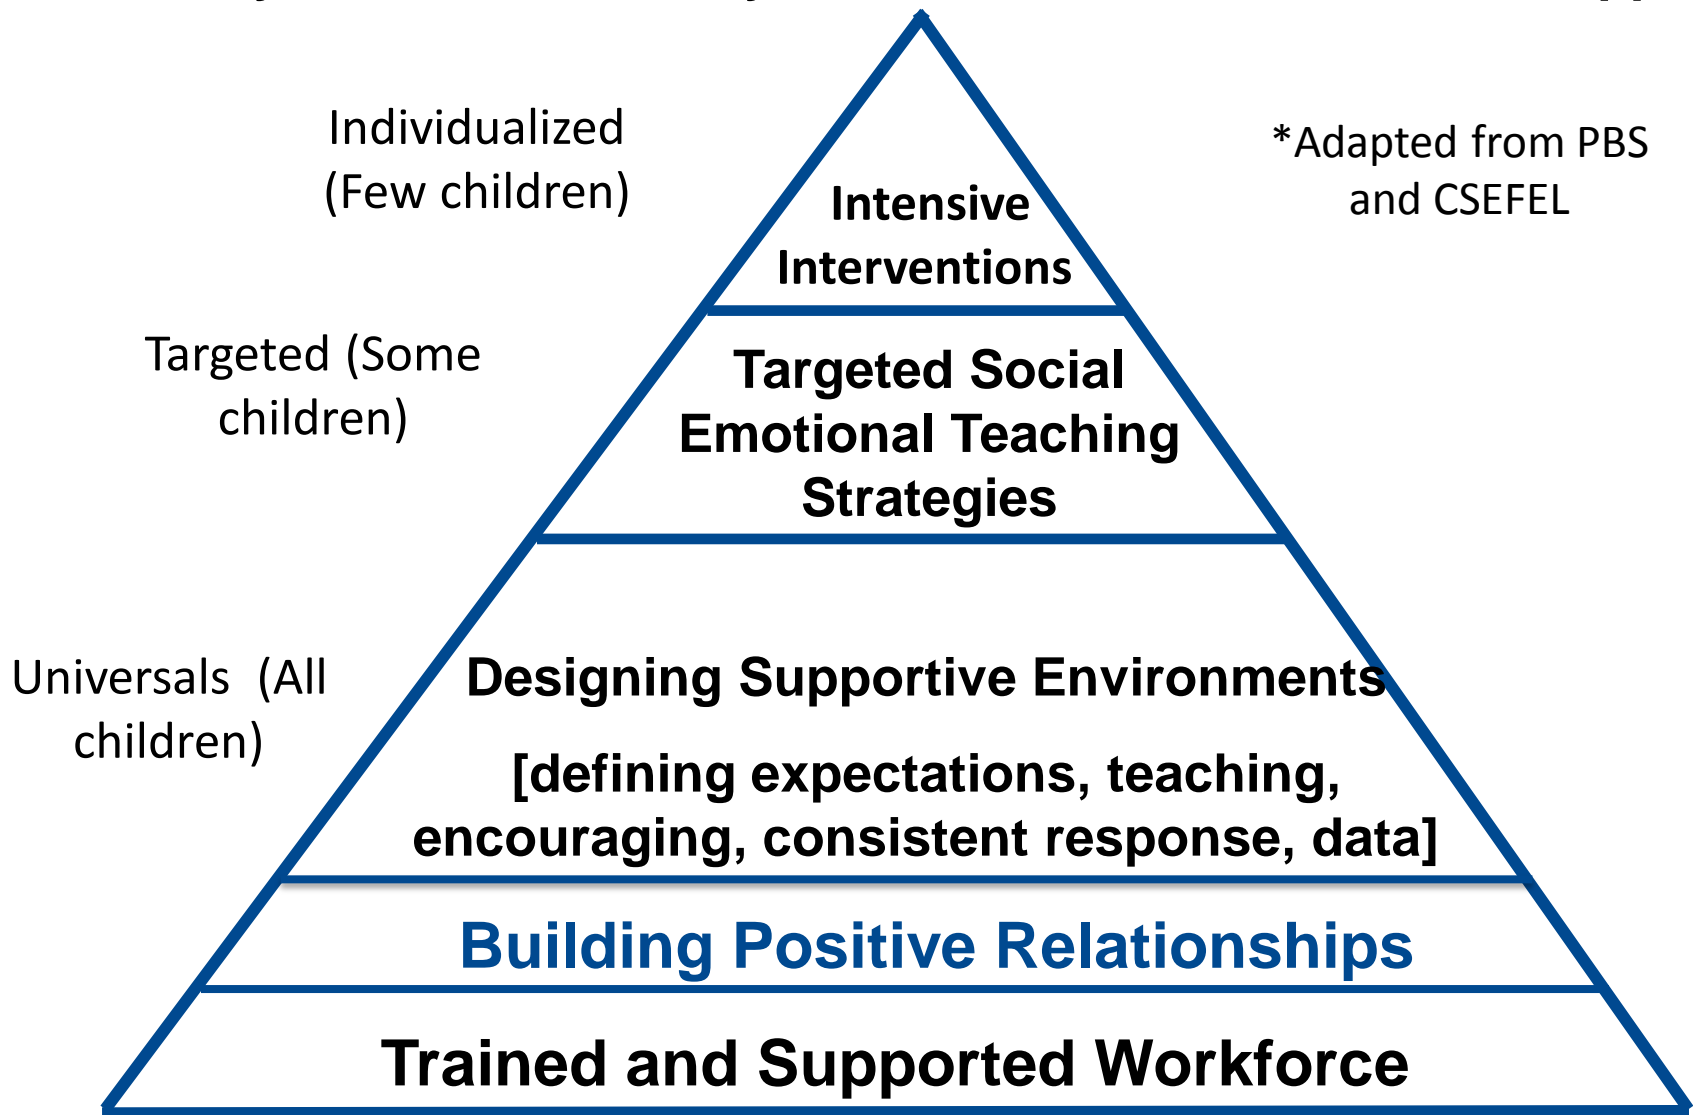 Individualized
(Few children)
*Adapted from PBS
and CSEFEL
Intensive
Interventions
Targeted (Some
children)
Targeted Social
Emotional Teaching
Strategies
Universals (All
children)
Designing Supportive Environments
[defining expectations, teaching,
encouraging, consistent response, data]
Building Positive Relationships
Trained and Supported Workforce